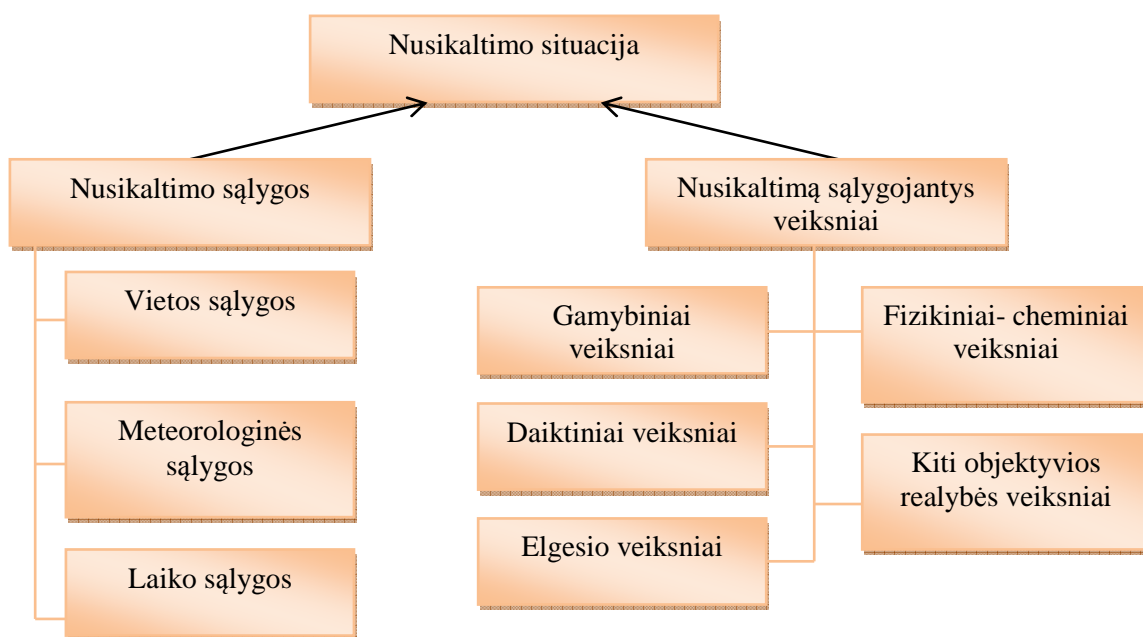 Nusikaltimo situacija
Nusikaltimo sąlygos
Nusikaltimą sąlygojantys
veiksniai
Vietos sąlygos
Meteorologinės
sąlygos
Laiko sąlygos
Gamybiniai
veiksniai
Fizikiniai- cheminiai
veiksniai
Daiktiniai veiksniai
Kiti objektyvios
realybės veiksniai
Elgesio veiksniai